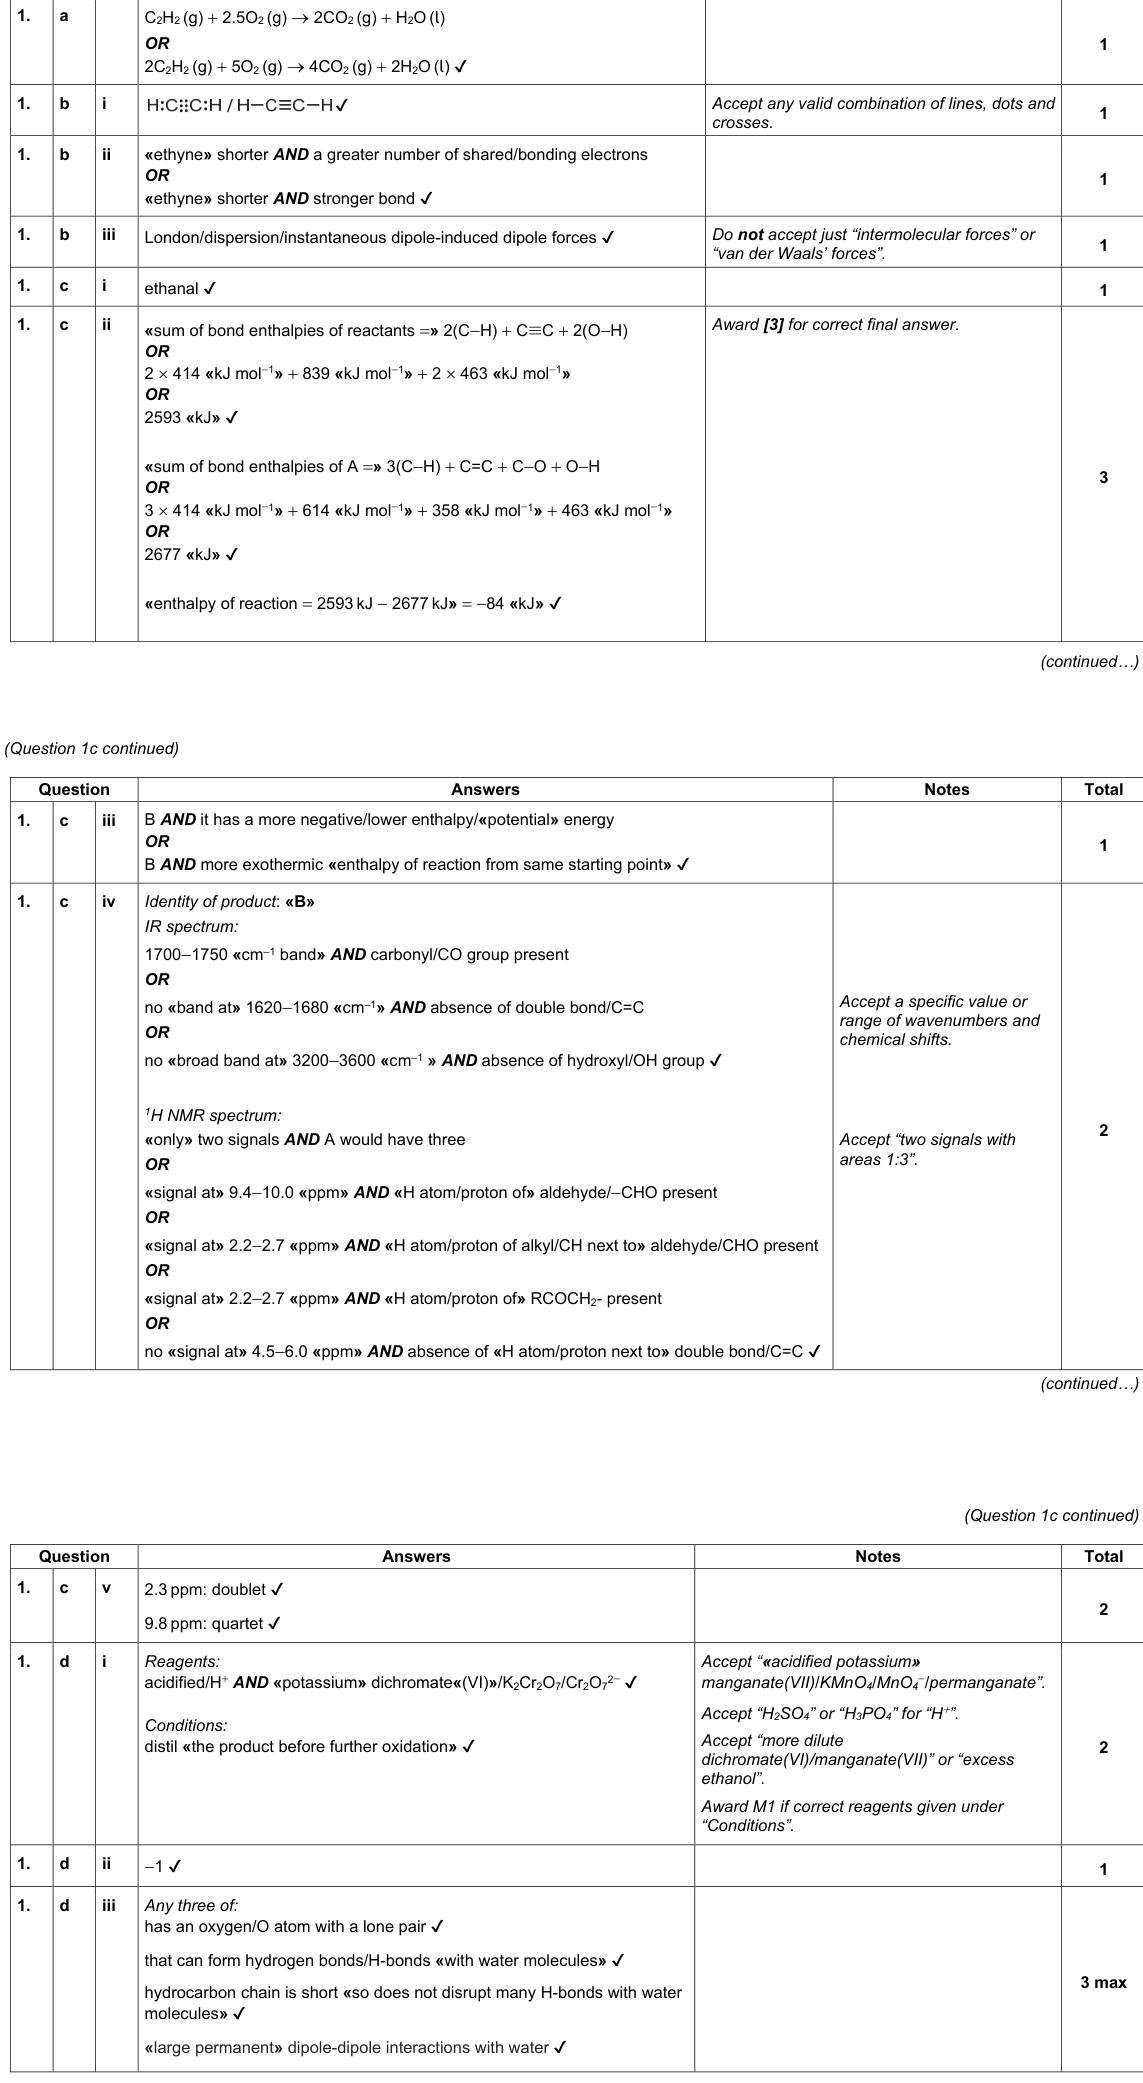 1. a C₂H₂ (g) + 2.5O₂ (g) → 2CO₂ (g) + H₂O (l)
OR
2C₂H₂ (g) + 5O₂ (g) → 4CO₂ (g) + 2H₂O (l) ✓
1
1. b i H:C⫶⫶C:H / H–C≡C–H ✓
Accept any valid combination of lines, dots and
crosses.
1
1. b ii «ethyne» shorter AND a greater number of shared/bonding electrons
OR
«ethyne» shorter AND stronger bond ✓
1
1. b iii London/dispersion/instantaneous dipole-induced dipole forces ✓
Do not accept just “intermolecular forces” or
“van der Waals’ forces”.
1
1. c i ethanal ✓
1
1. c ii «sum of bond enthalpies of reactants =» 2(C–H) + C≡C + 2(O–H)
OR
2 × 414 «kJ mol⁻¹» + 839 «kJ mol⁻¹» + 2 × 463 «kJ mol⁻¹»
OR
2593 «kJ» ✓
«sum of bond enthalpies of A =» 3(C–H) + C=C + C–O + O–H
OR
3 × 414 «kJ mol⁻¹» + 614 «kJ mol⁻¹» + 358 «kJ mol⁻¹» + 463 «kJ mol⁻¹»
OR
2677 «kJ» ✓
«enthalpy of reaction = 2593 kJ – 2677 kJ» = –84 «kJ» ✓
Award [3] for correct final answer.
3
(continued…)
(Question 1c continued)
Question Answers Notes Total
1. c iii B AND it has a more negative/lower enthalpy/«potential» energy
OR
B AND more exothermic «enthalpy of reaction from same starting point» ✓
1
1. c iv Identity of product: «B»
IR spectrum:
1700–1750 «cm⁻¹ band» AND carbonyl/CO group present
OR
no «band at» 1620–1680 «cm⁻¹» AND absence of double bond/C=C
OR
no «broad band at» 3200–3600 «cm⁻¹ » AND absence of hydroxyl/OH group ✓
Accept a specific value or
range of wavenumbers and
chemical shifts.
¹H NMR spectrum:
«only» two signals AND A would have three
OR
«signal at» 9.4–10.0 «ppm» AND «H atom/proton of» aldehyde/–CHO present
OR
«signal at» 2.2–2.7 «ppm» AND «H atom/proton of alkyl/CH next to» aldehyde/CHO present
OR
«signal at» 2.2–2.7 «ppm» AND «H atom/proton of» RCOCH₂- present
OR
no «signal at» 4.5–6.0 «ppm» AND absence of «H atom/proton next to» double bond/C=C ✓
Accept “two signals with
areas 1:3”.
2
(continued…)
(Question 1c continued)
Question Answers Notes Total
1. c v 2.3 ppm: doublet ✓
9.8 ppm: quartet ✓
2
1. d i Reagents:
acidified/H⁺ AND «potassium» dichromate«(VI)»/K₂Cr₂O₇/Cr₂O₇²⁻ ✓
Conditions:
distil «the product before further oxidation» ✓
Accept “«acidified potassium»
manganate(VII)/KMnO₄/MnO₄⁻/permanganate”.
Accept “H₂SO₄” or “H₃PO₄” for “H⁺”.
Accept “more dilute
dichromate(VI)/manganate(VII)” or “excess
ethanol”.
Award M1 if correct reagents given under
“Conditions”.
2
1. d ii –1 ✓
1
1. d iii Any three of:
has an oxygen/O atom with a lone pair ✓
that can form hydrogen bonds/H-bonds «with water molecules» ✓
hydrocarbon chain is short «so does not disrupt many H-bonds with water
molecules» ✓
«large permanent» dipole-dipole interactions with water ✓
3 max